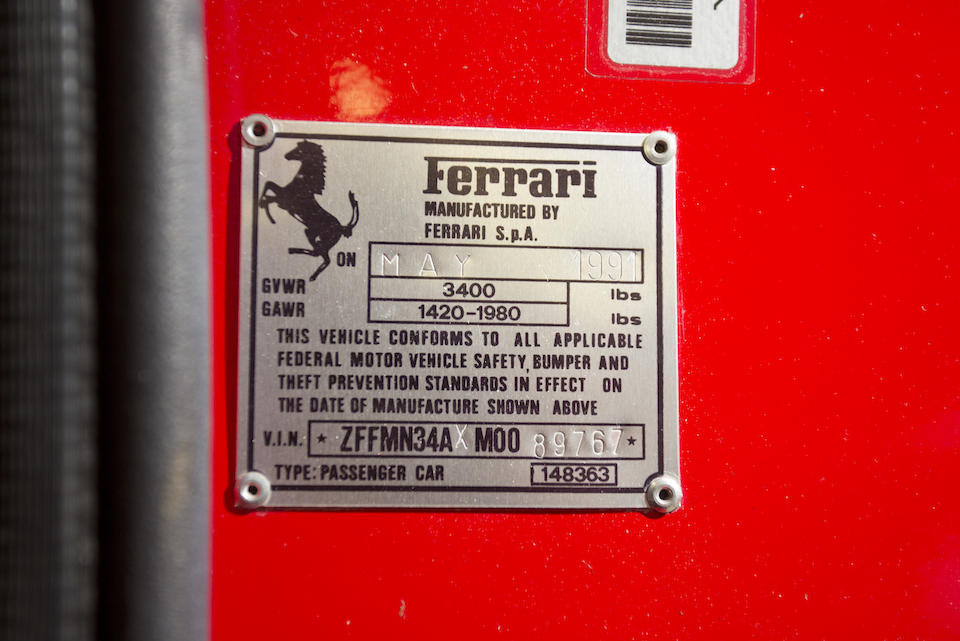 Ferrari
MANUFACTURED BY
FERRARI S.p.A.
ON MAY 1991
GVWR 3400 lbs
GAWR 1420-1980 lbs
THIS VEHICLE CONFORMS TO ALL APPLICABLE
FEDERAL MOTOR VEHICLE SAFETY, BUMPER AND
THEFT PREVENTION STANDARDS IN EFFECT ON
THE DATE OF MANUFACTURE SHOWN ABOVE
V.I.N. * ZFFMN34AXM0089767 *
TYPE: PASSENGER CAR 148363